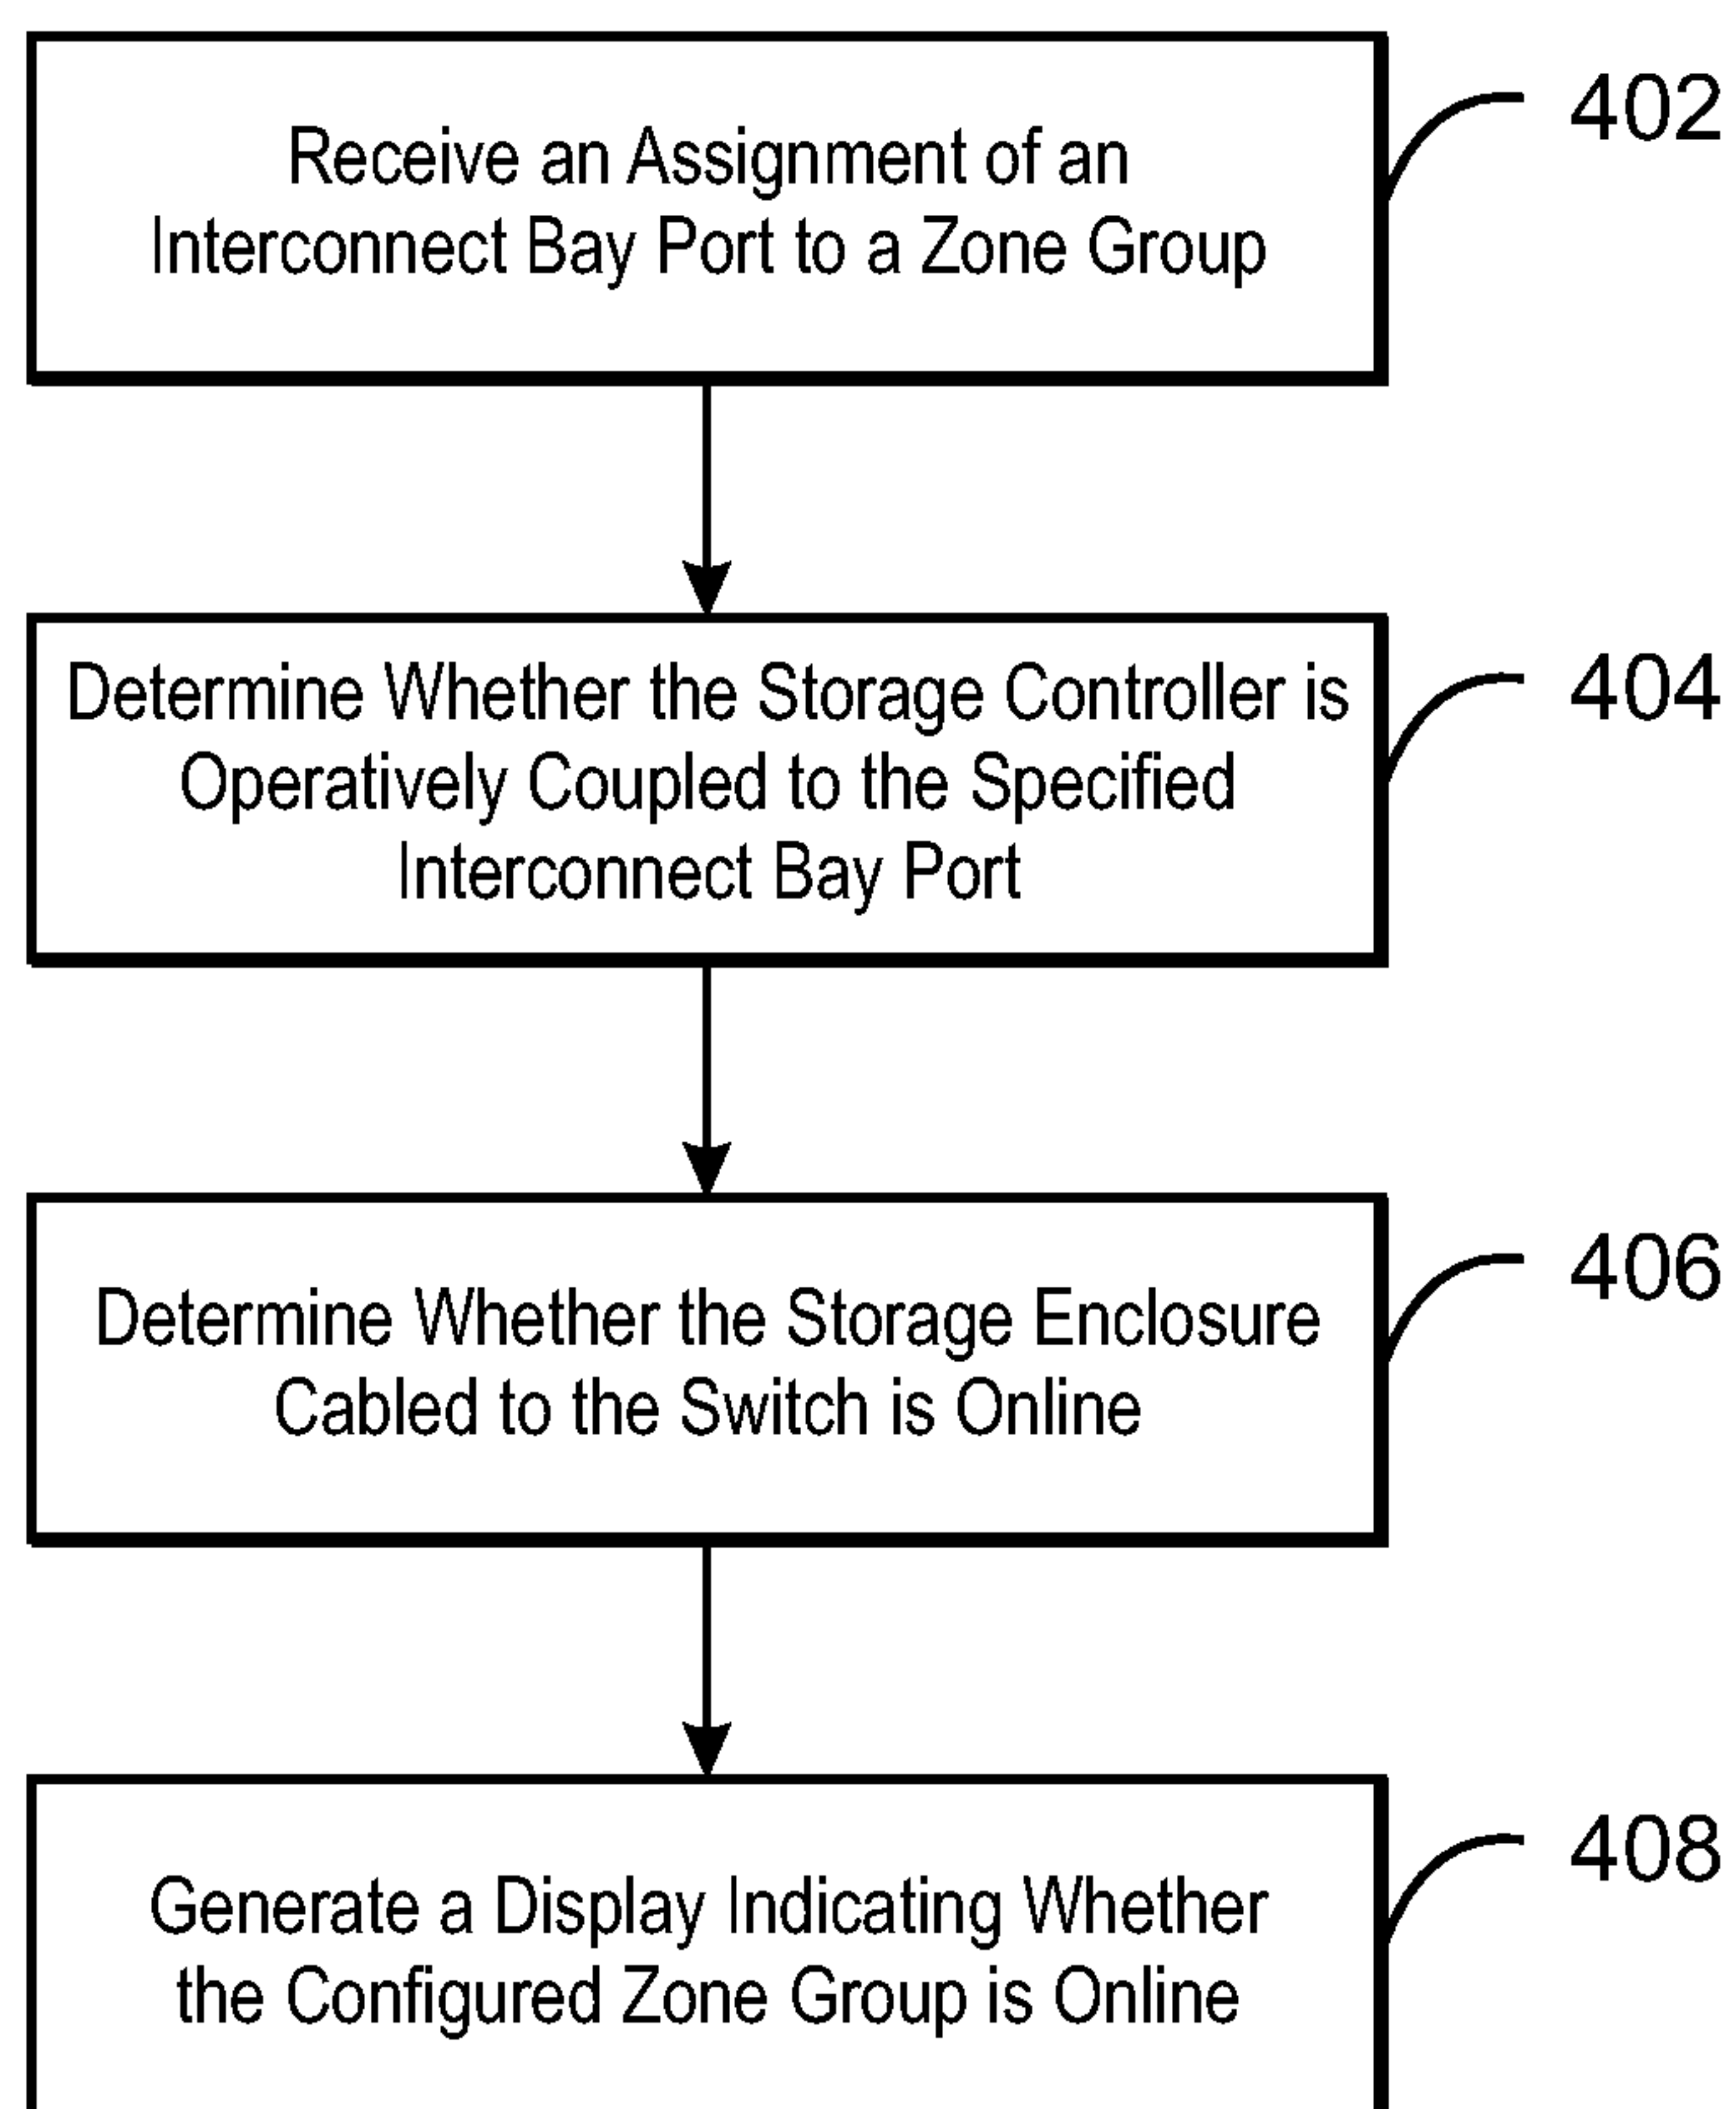 Receive an Assignment of an
Interconnect Bay Port to a Zone Group
402
Determine Whether the Storage Controller is
Operatively Coupled to the Specified
Interconnect Bay Port
404
Determine Whether the Storage Enclosure
Cabled to the Switch is Online
406
Generate a Display Indicating Whether
the Configured Zone Group is Online
408